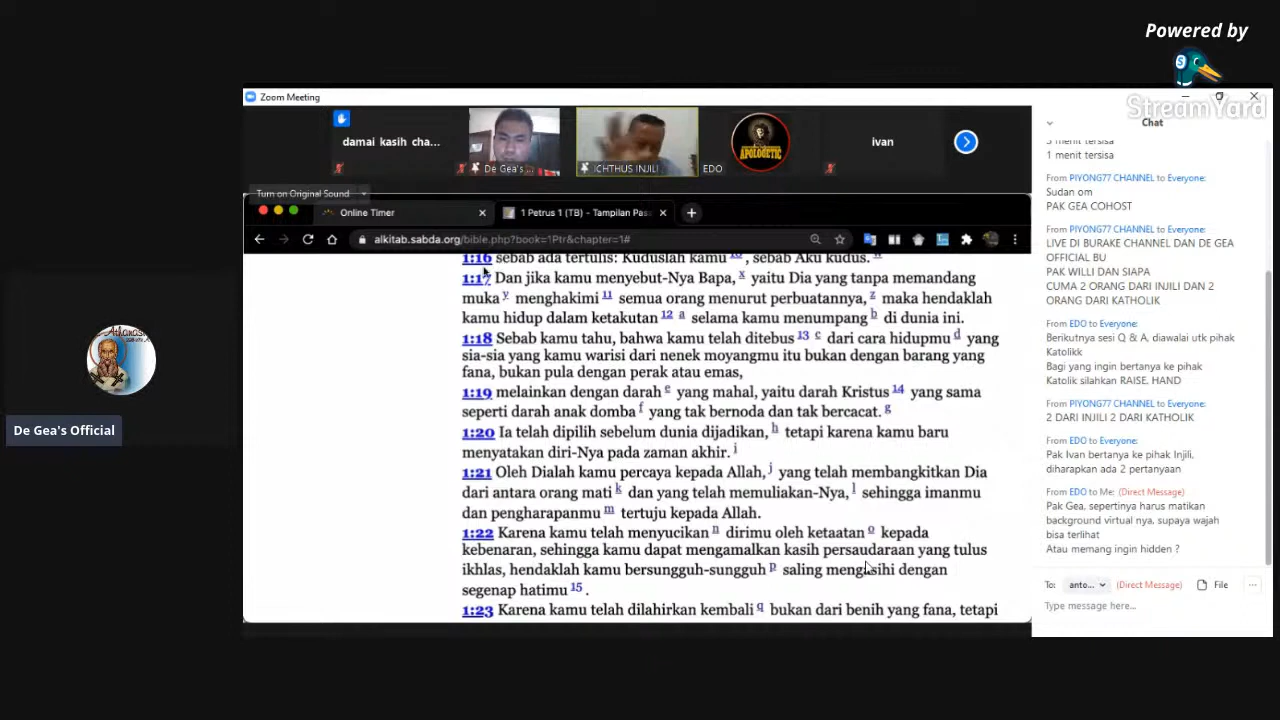 Powered by
StreamYard
Zoom Meeting
damai kasih cha...
De Gea's ...
ICHTHUS INJILI
APOLOGETIC
EDO
ivan
Turn on Original Sound
Online Timer
1 Petrus 1 (TB) - Tampilan Pas
alkitab.sabda.org/bible.php?book=1Ptr&chapter=1#
1:16 sebab ada tertulis: Kuduslah kamu, sebab Aku kudus.
1:17 Dan jika kamu menyebut-Nya Bapa, x yaitu Dia yang tanpa memandang
muka y menghakimi 11 semua orang menurut perbuatannya, z maka hendaklah
kamu hidup dalam ketakutan 12 a selama kamu menumpang b di dunia ini.
1:18 Sebab kamu tahu, bahwa kamu telah ditebus 13 c dari cara hidupmu d yang
sia-sia yang kamu warisi dari nenek moyangmu itu bukan dengan barang yang
fana, bukan pula dengan perak atau emas,
1:19 melainkan dengan darah e yang mahal, yaitu darah Kristus 14 yang sama
seperti darah anak domba f yang tak bernoda dan tak bercacat. g
1:20 Ia telah dipilih sebelum dunia dijadikan, h tetapi karena kamu baru
menyatakan diri-Nya pada zaman akhir. i
1:21 Oleh Dialah kamu percaya kepada Allah, j yang telah membangkitkan Dia
dari antara orang mati k dan yang telah memuliakan-Nya, l sehingga imanmu
dan pengharapanmu m tertuju kepada Allah.
1:22 Karena kamu telah menyucikan n dirimu oleh ketaatan o kepada
kebenaran, sehingga kamu dapat mengamalkan kasih persaudaraan yang tulus
ikhlas, hendaklah kamu bersungguh-sungguh p saling mengasihi dengan
segenap hatimu 15 .
1:23 Karena kamu telah dilahirkan kembali q bukan dari benih yang fana, tetapi
De Gea's Official
Chat
3 menit tersisa
1 menit tersisa
From PIYONG77 CHANNEL to Everyone:
Sudan om
PAK GEA COHOST
From PIYONG77 CHANNEL to Everyone:
LIVE DI BURAKE CHANNEL DAN DE GEA
OFFICIAL BU
PAK WILLI DAN SIAPA
CUMA 2 ORANG DARI INJILI DAN 2
ORANG DARI KATHOLIK
From EDO to Everyone:
Berikutnya sesi Q & A, diawalai utk pihak
Katolikk
Bagi yang ingin bertanya ke pihak
Katolik silahkan RAISE. HAND
From PIYONG77 CHANNEL to Everyone:
2 DARI INJILI 2 DARI KATHOLIK
From EDO to Everyone:
Pak Ivan bertanya ke pihak Injili,
diharapkan ada 2 pertanyaan
From EDO to Me: (Direct Message)
Pak Gea, sepertinya harus matikan
background virtual nya, supaya wajah
bisa terlihat
Atau memang ingin hidden ?
To: anto... (Direct Message) File
Type message here...